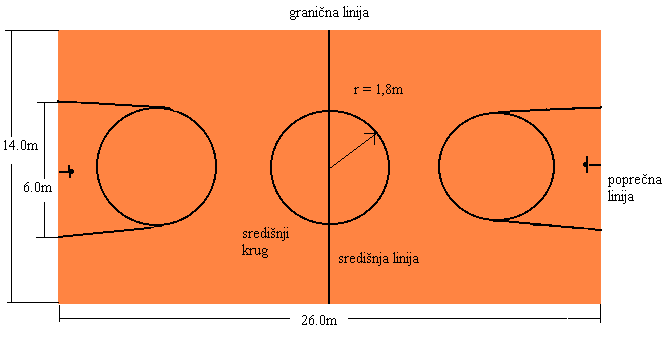 granična linija
r = 1,8m
14.0m
6.0m
poprečna
linija
središnji
krug
središnja linija
26.0m